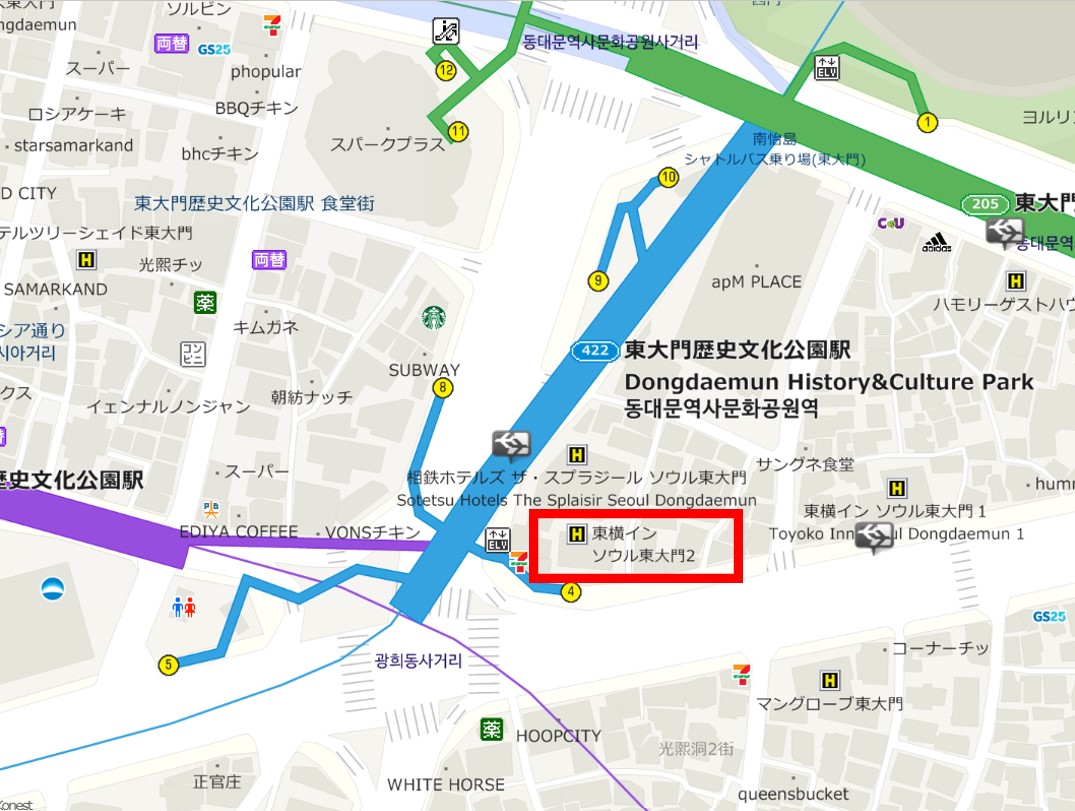 ngdaemun
ソルビン
両替
GS25
スーパー
phopular
ロシアケーキ
BBQチキン
starsamarkand
bhcチキン
12
11
スパークプラス
동대문역사문화공원사거리
ELV
1
南怡島
シャトルバス乗り場(東大門)
ヨルリ
D CITY
東大門歴史文化公園駅 食堂街
10
205
東大門
동대문역
CU
adidas
テルツリーシェイド東大門
H
光熙チッ
両替
9
apM PLACE
H
ハモリーゲストハウ
SAMARKAND
薬
キムガネ
シア通り
시아거리
コンビニ
422
東大門歴史文化公園駅
Dongdaemun History&Culture Park
동대문역사문화공원역
SUBWAY
8
クス
イェンナルノンジャン
朝紡ナッチ
歴史文化公園駅
スーパー
H
相鉄ホテルズ ザ・スプラジール ソウル東大門
Sotetsu Hotels The Splaisir Seoul Dongdaemun
サングネ食堂
H
東横イン ソウル東大門 1
Toyoko Inn
ul Dongdaemun 1
PB
EDIYA COFFEE
VONSチキン
ELV
H
東横イン
ソウル東大門2
4
5
광희동사거리
GS25
コーナーチッ
H
マングローブ東大門
薬
HOOPCITY
光熙洞2街
正官庄
WHITE HORSE
queensbucket
Konest